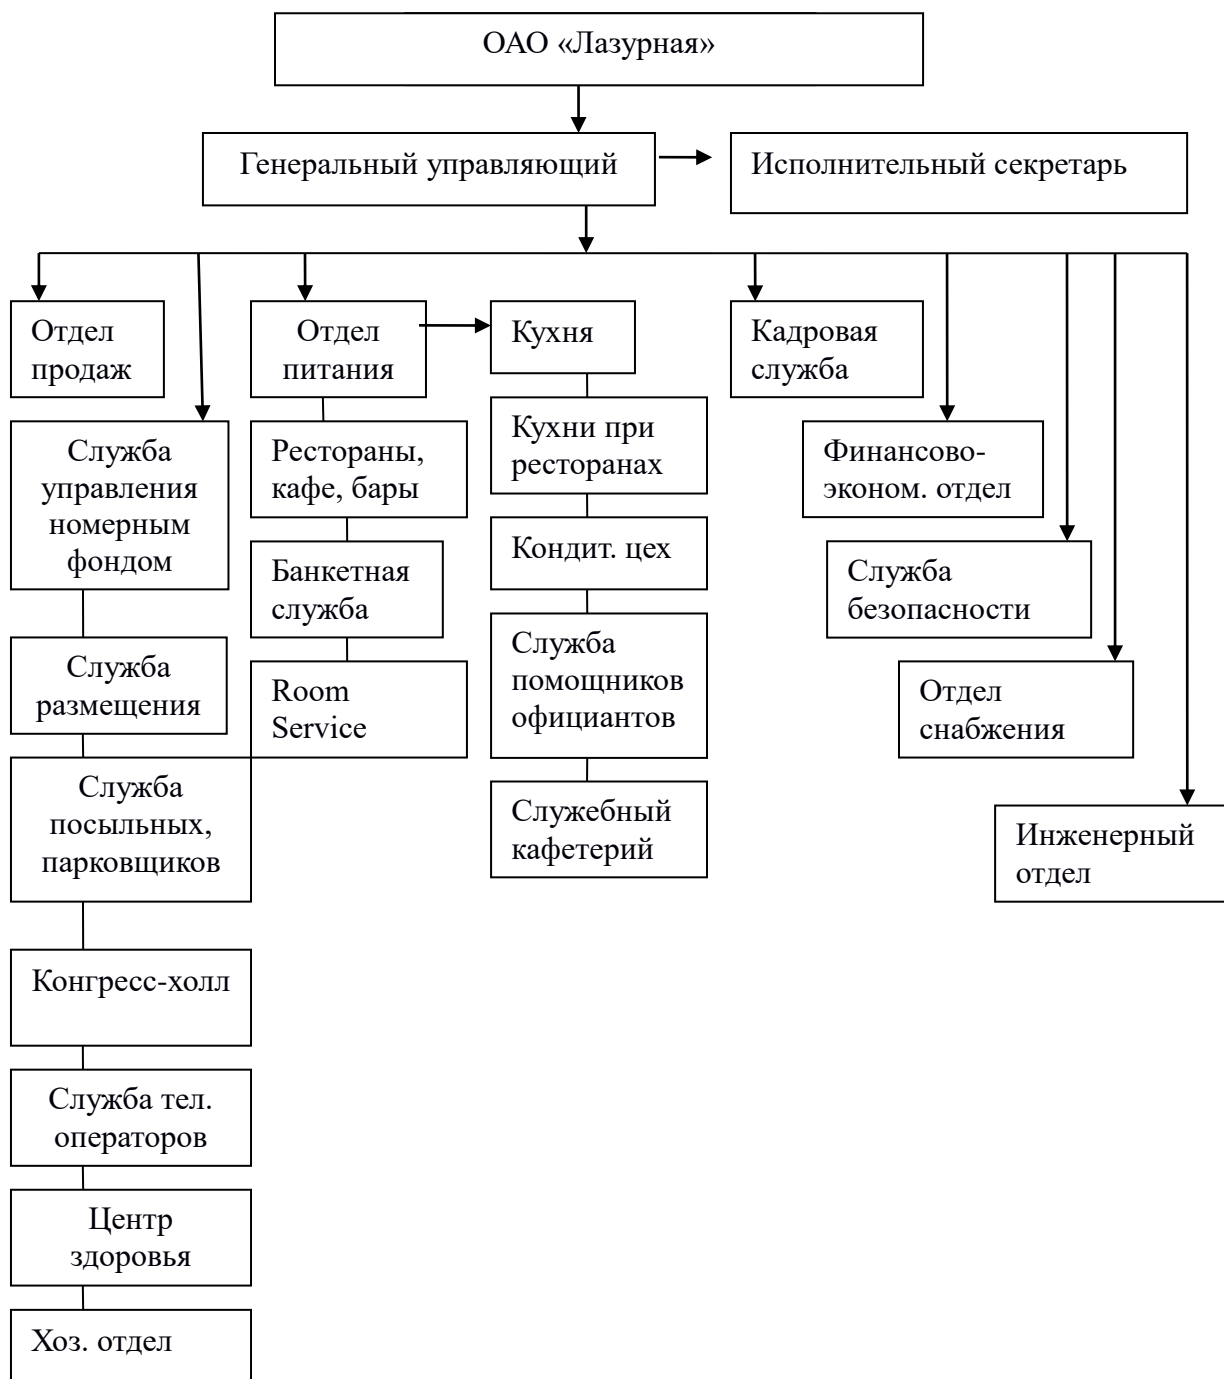 ОАО «Лазурная»
Генеральный управляющий
Исполнительный секретарь
Отдел
продаж
Отдел
питания
Кухня
Кадровая
служба
Служба
управления
номерным
фондом
Рестораны,
кафе, бары
Кухни при
ресторанах
Финансово-
эконом. отдел
Банкетная
служба
Кондит. цех
Служба
безопасности
Служба
размещения
Room
Service
Служба
помощников
официантов
Отдел
снабжения
Служба
посыльных,
парковщиков
Служебный
кафетерий
Инженерный
отдел
Конгресс-холл
Служба тел.
операторов
Центр
здоровья
Хоз. отдел